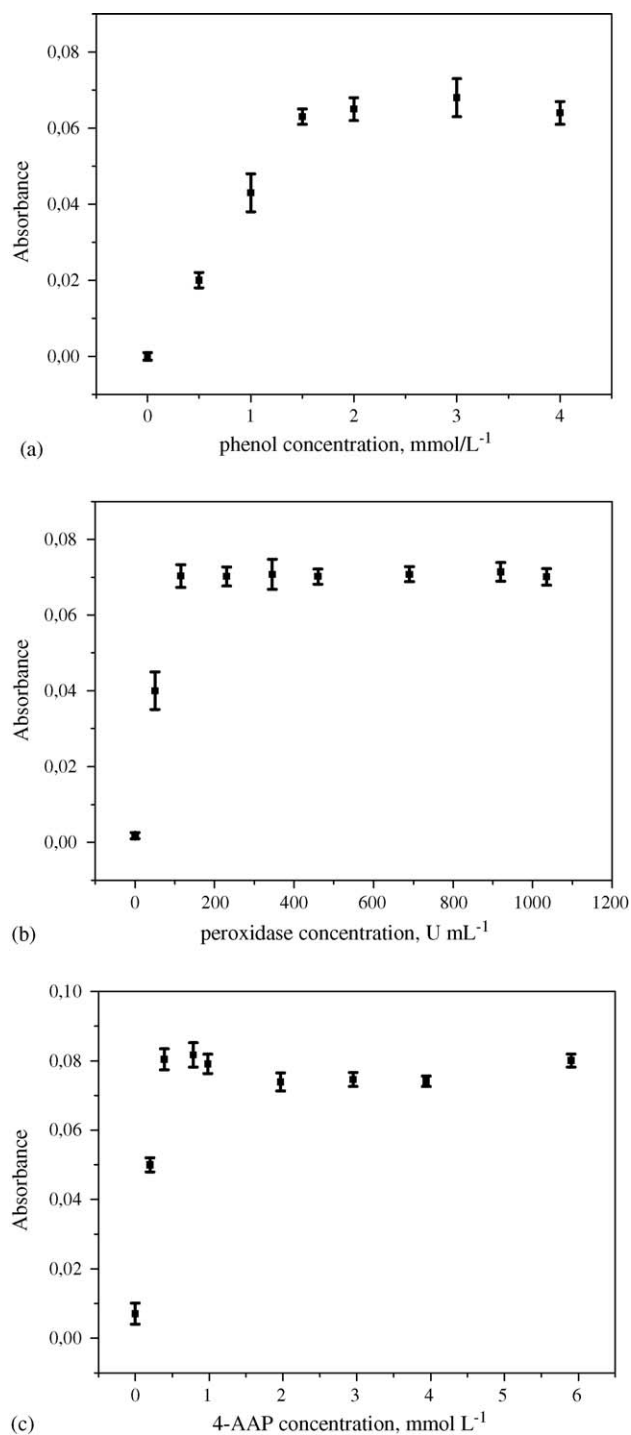 0,08
0,06
0,04
0,02
0,00
Absorbance
0 1 2 3 4
(a)
phenol concentration, mmol/L⁻¹
0,08
0,06
0,04
0,02
0,00
Absorbance
0 200 400 600 800 1000 1200
(b)
peroxidase concentration, U mL⁻¹
0,10
0,08
0,06
0,04
0,02
0,00
Absorbance
0 1 2 3 4 5 6
(c)
4-AAP concentration, mmol L⁻¹